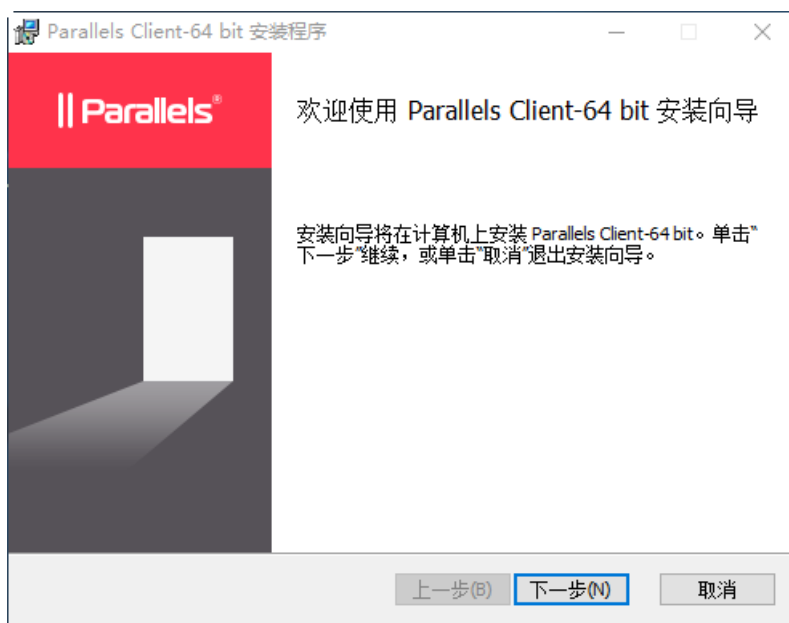 Parallels Client-64 bit 安装程序
|| Parallels®
欢迎使用 Parallels Client-64 bit 安装向导
安装向导将在计算机上安装 Parallels Client-64 bit。单击“
下一步”继续，或单击“取消”退出安装向导。
上一步(B) 下一步(N) 取消